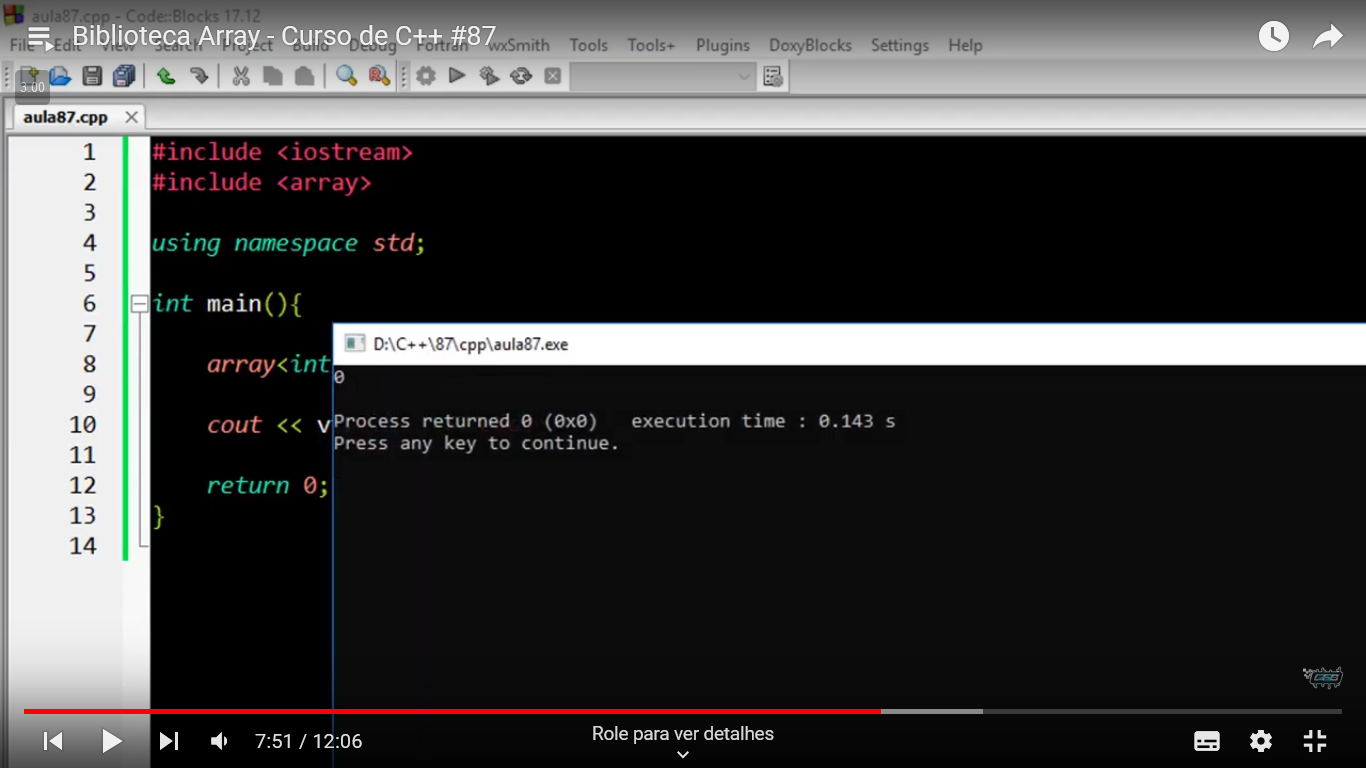 aula87.cpp - Code::Blocks 17.12
Biblioteca Array - Curso de C++ #87
File Edit View Search Project Build Debug Fortran wxSmith Tools Tools+ Plugins DoxyBlocks Settings Help
3.00
aula87.cpp
1 #include <iostream>
2 #include <array>
3
4 using namespace std;
5
6 int main(){
7
D:\C++\87\cpp\aula87.exe
8 array<int
0
9
10 cout << v
Process returned 0 (0x0)   execution time : 0.143 s
Press any key to continue.
11
12 return 0;
13 }
14
GSG
7:51 / 12:06
Role para ver detalhes